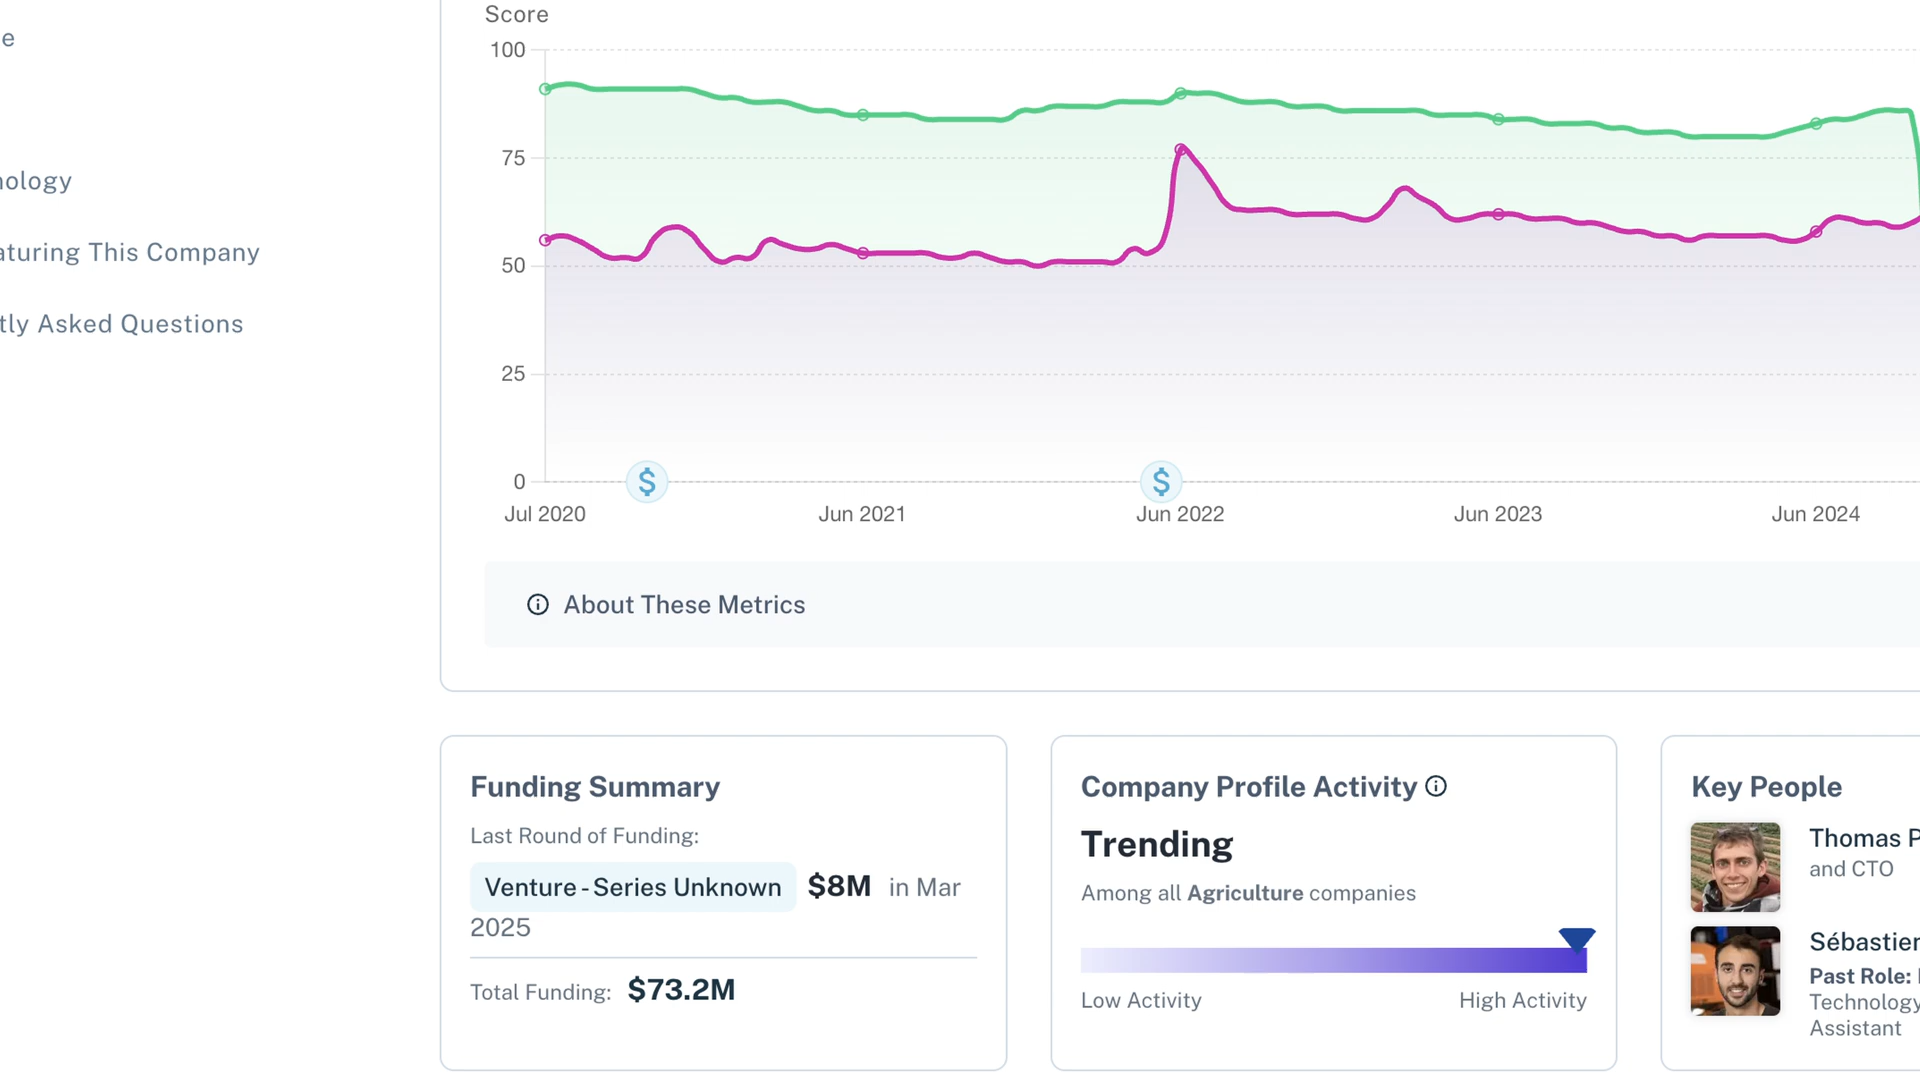 Score
100
75
50
25
0
$
$
Jul 2020
Jun 2021
Jun 2022
Jun 2023
Jun 2024
e
nology
aturing This Company
tly Asked Questions
About These Metrics
Funding Summary
Last Round of Funding:
Venture - Series Unknown $8M in Mar
2025
Total Funding: $73.2M
Company Profile Activity
Trending
Among all Agriculture companies
Low Activity
High Activity
Key People
Thomas P
and CTO
Sébastien
Past Role:
Technology
Assistant